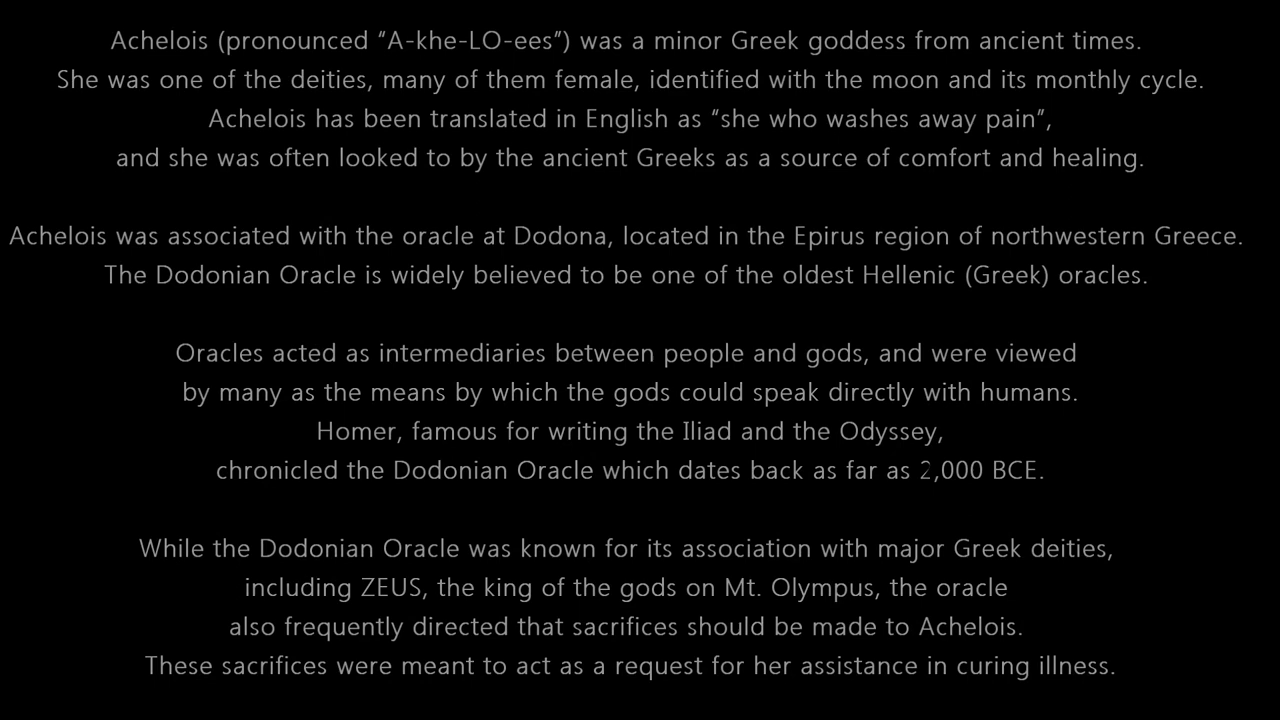 Achelois (pronounced “A-khe-LO-ees”) was a minor Greek goddess from ancient times.
She was one of the deities, many of them female, identified with the moon and its monthly cycle.
Achelois has been translated in English as “she who washes away pain”,
and she was often looked to by the ancient Greeks as a source of comfort and healing.
Achelois was associated with the oracle at Dodona, located in the Epirus region of northwestern Greece.
The Dodonian Oracle is widely believed to be one of the oldest Hellenic (Greek) oracles.
Oracles acted as intermediaries between people and gods, and were viewed
by many as the means by which the gods could speak directly with humans.
Homer, famous for writing the Iliad and the Odyssey,
chronicled the Dodonian Oracle which dates back as far as 2,000 BCE.
While the Dodonian Oracle was known for its association with major Greek deities,
including ZEUS, the king of the gods on Mt. Olympus, the oracle
also frequently directed that sacrifices should be made to Achelois.
These sacrifices were meant to act as a request for her assistance in curing illness.